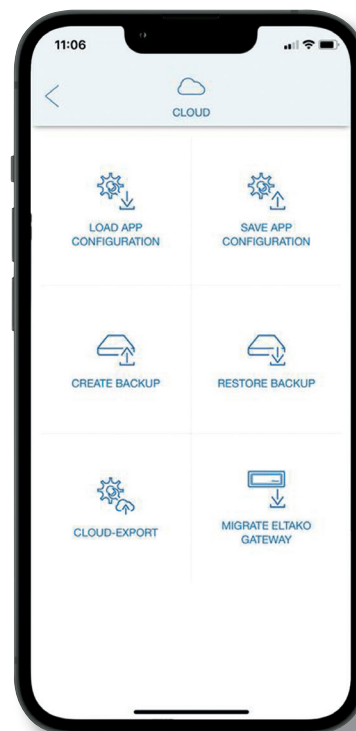 11:06
CLOUD
LOAD APP
CONFIGURATION
SAVE APP
CONFIGURATION
CREATE BACKUP
RESTORE BACKUP
CLOUD-EXPORT
MIGRATE ELTAKO
GATEWAY